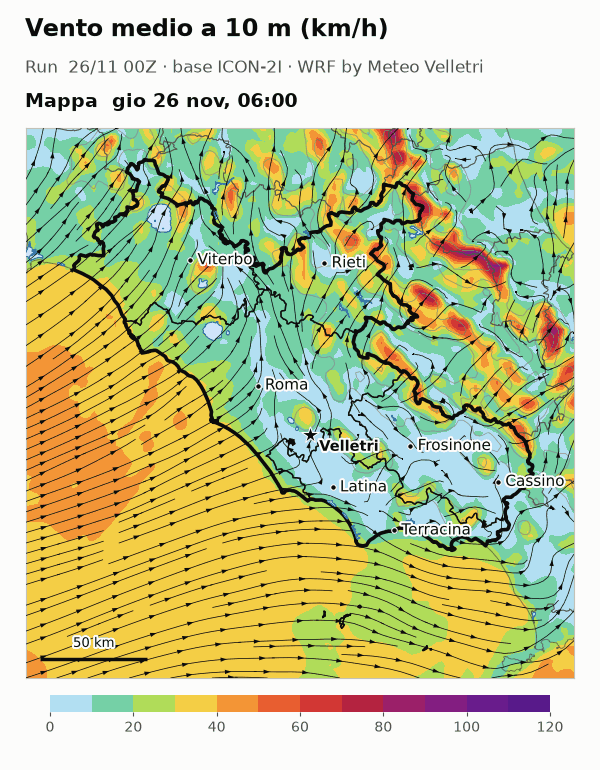 Vento medio a 10 m (km/h)
Run 26/11 00Z · base ICON-2I · WRF by Meteo Velletri
Mappa gio 26 nov, 06:00
Viterbo
Rieti
Roma
Velletri
Frosinone
Cassino
Latina
Terracina
50 km
0 20 40 60 80 100 120